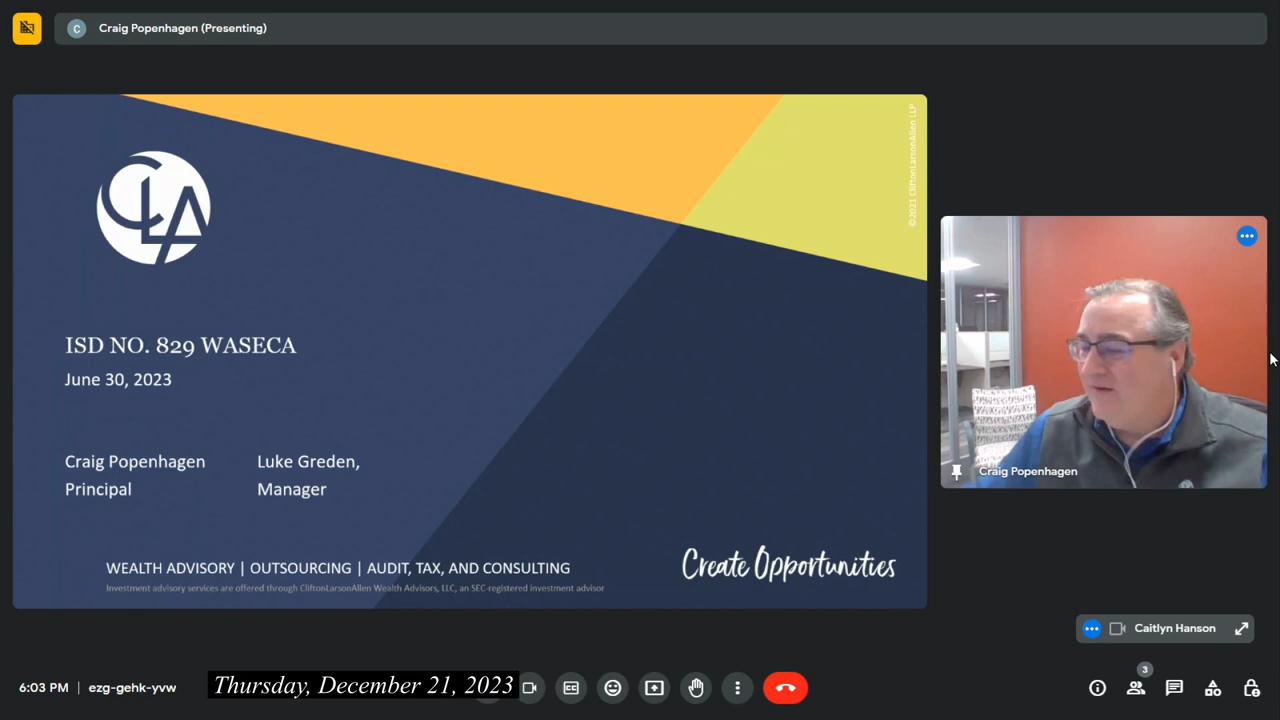 C Craig Popenhagen (Presenting)
©2021 CliftonLarsonAllen LLP
CLA
ISD NO. 829 WASECA
June 30, 2023
Craig Popenhagen Luke Greden,
Principal Manager
WEALTH ADVISORY | OUTSOURCING | AUDIT, TAX, AND CONSULTING
Investment advisory services are offered through CliftonLarsonAllen Wealth Advisors, LLC, an SEC-registered investment advisor
Create Opportunities
Craig Popenhagen
Caitlyn Hanson
6:03 PM | ezg-gehk-yvw
Thursday, December 21, 2023
CC
3